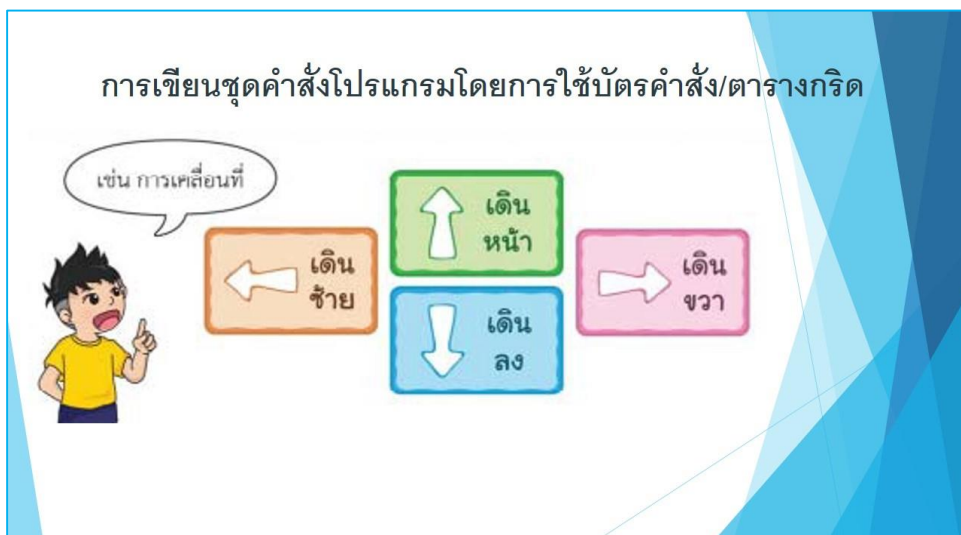 การเขียนชุดคำสั่งโปรแกรมโดยการใช้บัตรคำสั่ง/ตารางกริด
เช่น การเคลื่อนที่
เดิน
หน้า
เดิน
ซ้าย
เดิน
ขวา
เดิน
ลง